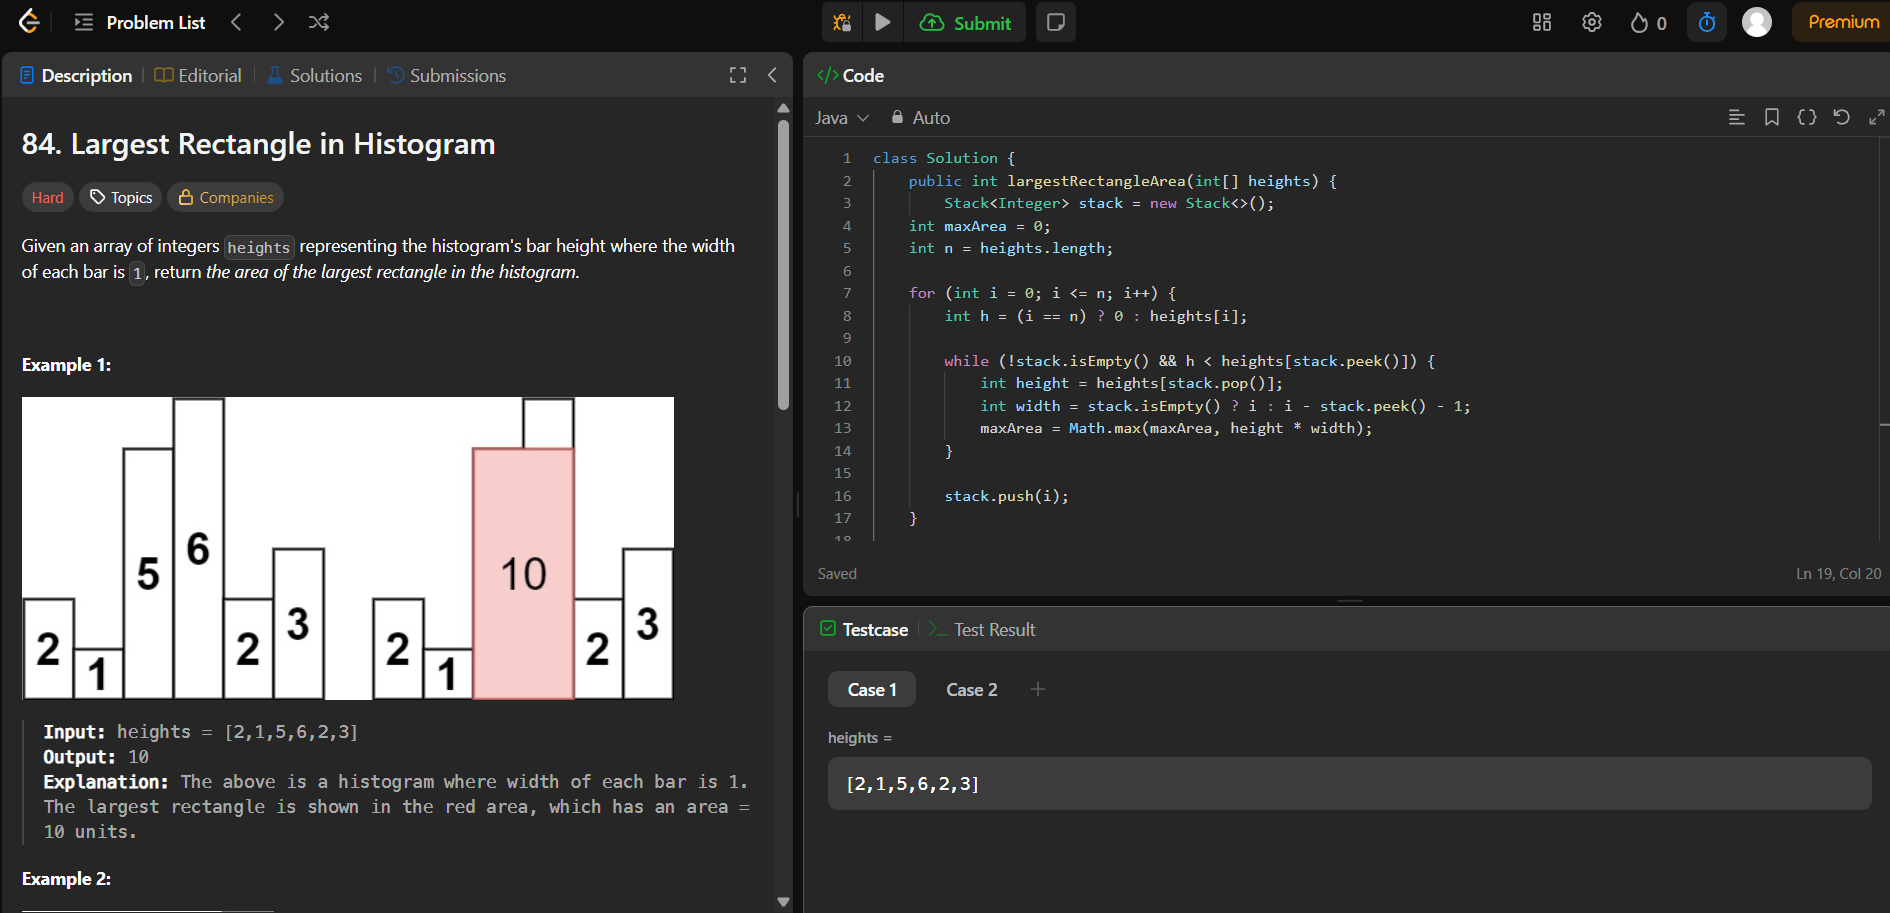 Problem List
Submit
0
Premium
Description
Editorial
Solutions
Submissions
84. Largest Rectangle in Histogram
Hard
Topics
Companies
Given an array of integers heights representing the histogram's bar height where the width
of each bar is 1, return the area of the largest rectangle in the histogram.
Example 1:
2
1
5
6
2
3
2
1
10
2
3
Input: heights = [2,1,5,6,2,3]
Output: 10
Explanation: The above is a histogram where width of each bar is 1.
The largest rectangle is shown in the red area, which has an area =
10 units.
Example 2:
</> Code
Java
Auto
1 class Solution {
2 public int largestRectangleArea(int[] heights) {
3 Stack<Integer> stack = new Stack<>();
4 int maxArea = 0;
5 int n = heights.length;
6
7 for (int i = 0; i <= n; i++) {
8 int h = (i == n) ? 0 : heights[i];
9
10 while (!stack.isEmpty() && h < heights[stack.peek()]) {
11 int height = heights[stack.pop()];
12 int width = stack.isEmpty() ? i : i - stack.peek() - 1;
13 maxArea = Math.max(maxArea, height * width);
14 }
15
16 stack.push(i);
17 }
18
Saved
Ln 19, Col 20
Testcase
Test Result
Case 1
Case 2
heights =
[2,1,5,6,2,3]